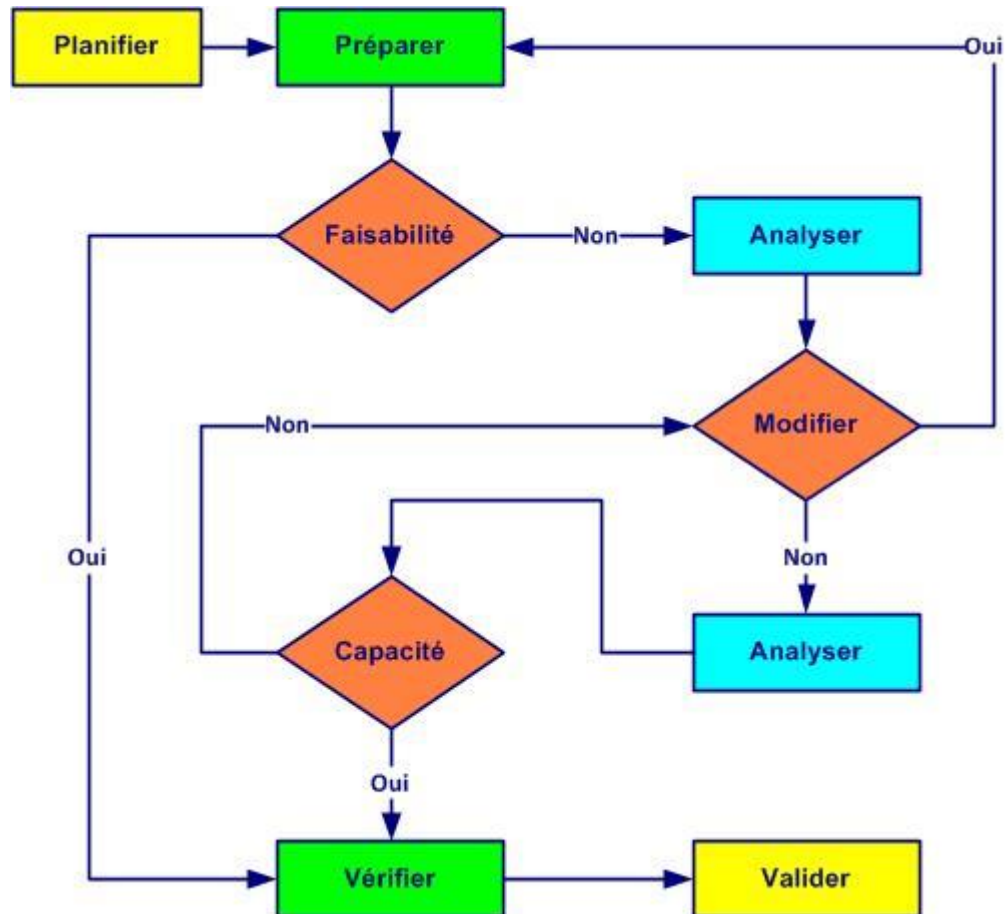 Planifier
Préparer
Oui
Faisabilité
Non
Analyser
Non
Modifier
Oui
Non
Capacité
Analyser
Oui
Vérifier
Valider